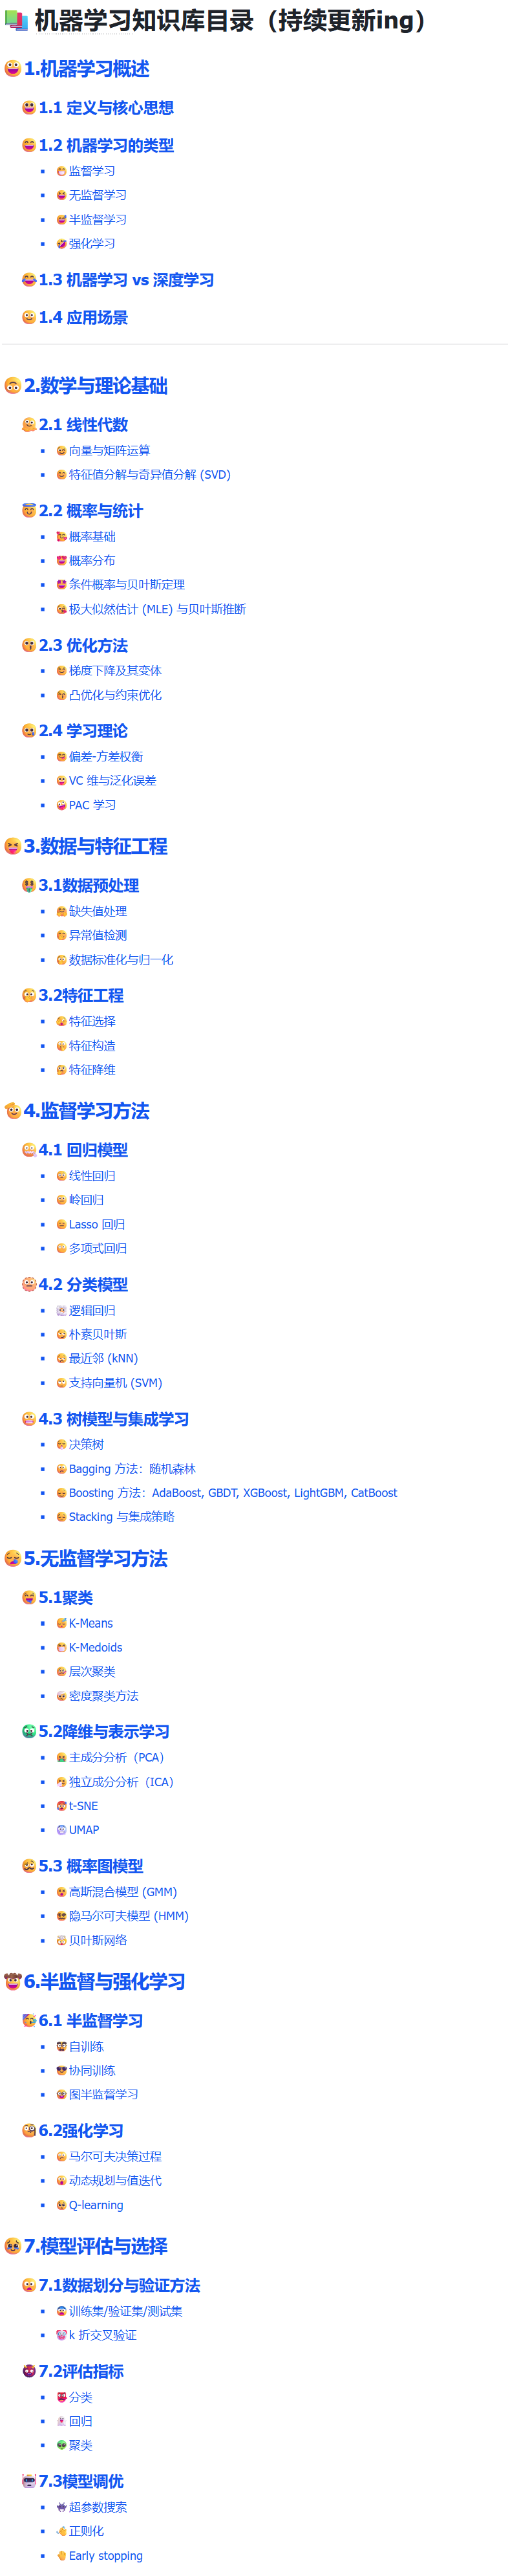 机器学习知识库目录（持续更新ing）
1.机器学习概述
1.1 定义与核心思想
1.2 机器学习的类型
监督学习
无监督学习
半监督学习
强化学习
1.3 机器学习 vs 深度学习
1.4 应用场景
2.数学与理论基础
2.1 线性代数
向量与矩阵运算
特征值分解与奇异值分解 (SVD)
2.2 概率与统计
概率基础
概率分布
条件概率与贝叶斯定理
极大似然估计 (MLE) 与贝叶斯推断
2.3 优化方法
梯度下降及其变体
凸优化与约束优化
2.4 学习理论
偏差-方差权衡
VC 维与泛化误差
PAC 学习
3.数据与特征工程
3.1数据预处理
缺失值处理
异常值检测
数据标准化与归一化
3.2特征工程
特征选择
特征构造
特征降维
4.监督学习方法
4.1 回归模型
线性回归
岭回归
Lasso 回归
多项式回归
4.2 分类模型
逻辑回归
朴素贝叶斯
最近邻 (kNN)
支持向量机 (SVM)
4.3 树模型与集成学习
决策树
Bagging 方法：随机森林
Boosting 方法：AdaBoost, GBDT, XGBoost, LightGBM, CatBoost
Stacking 与集成策略
5.无监督学习方法
5.1聚类
K-Means
K-Medoids
层次聚类
密度聚类方法
5.2降维与表示学习
主成分分析（PCA）
独立成分分析（ICA）
t-SNE
UMAP
5.3 概率图模型
高斯混合模型 (GMM)
隐马尔可夫模型 (HMM)
贝叶斯网络
6.半监督与强化学习
6.1 半监督学习
自训练
协同训练
图半监督学习
6.2强化学习
马尔可夫决策过程
动态规划与值迭代
Q-learning
7.模型评估与选择
7.1数据划分与验证方法
训练集/验证集/测试集
k 折交叉验证
7.2评估指标
分类
回归
聚类
7.3模型调优
超参数搜索
正则化
Early stopping